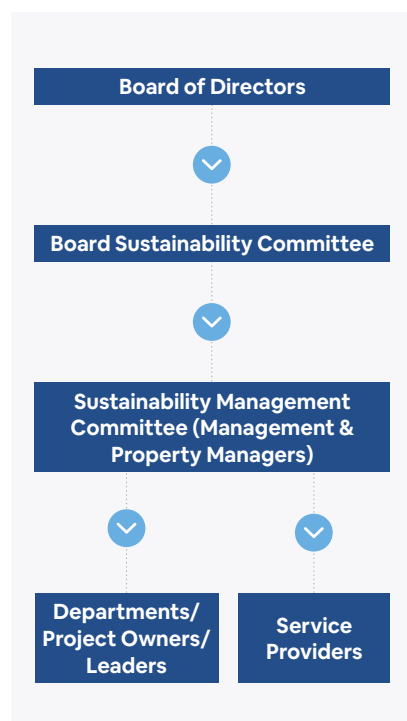 Board of Directors
Board Sustainability Committee
Sustainability Management
Committee (Management &
Property Managers)
Departments/
Project Owners/
Leaders
Service
Providers